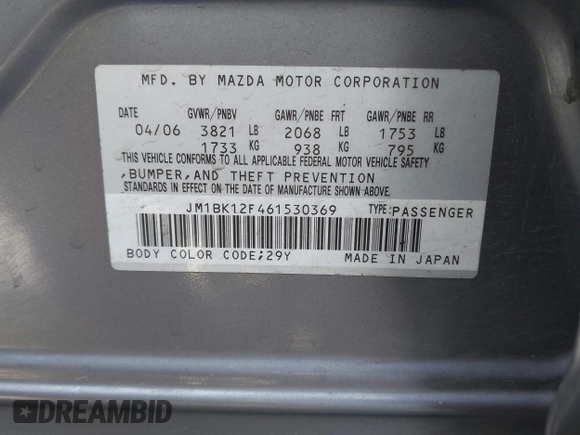 MFD. BY MAZDA MOTOR CORPORATION
DATE GVWR/PNBV GAWR/PNBE FRT GAWR/PNBE RR
04/06 3821 LB 2068 LB 1753 LB
1733 KG 938 KG 795 KG
THIS VEHICLE CONFORMS TO ALL APPLICABLE FEDERAL MOTOR VEHICLE SAFETY
,BUMPER,AND THEFT PREVENTION
STANDARDS IN EFFECT ON THE DATE OF MANUFACTURE SHOWN ABOVE.
JM1BK12F461530369 TYPE:PASSENGER
BODY COLOR CODE;29Y MADE IN JAPAN
DREAMBID